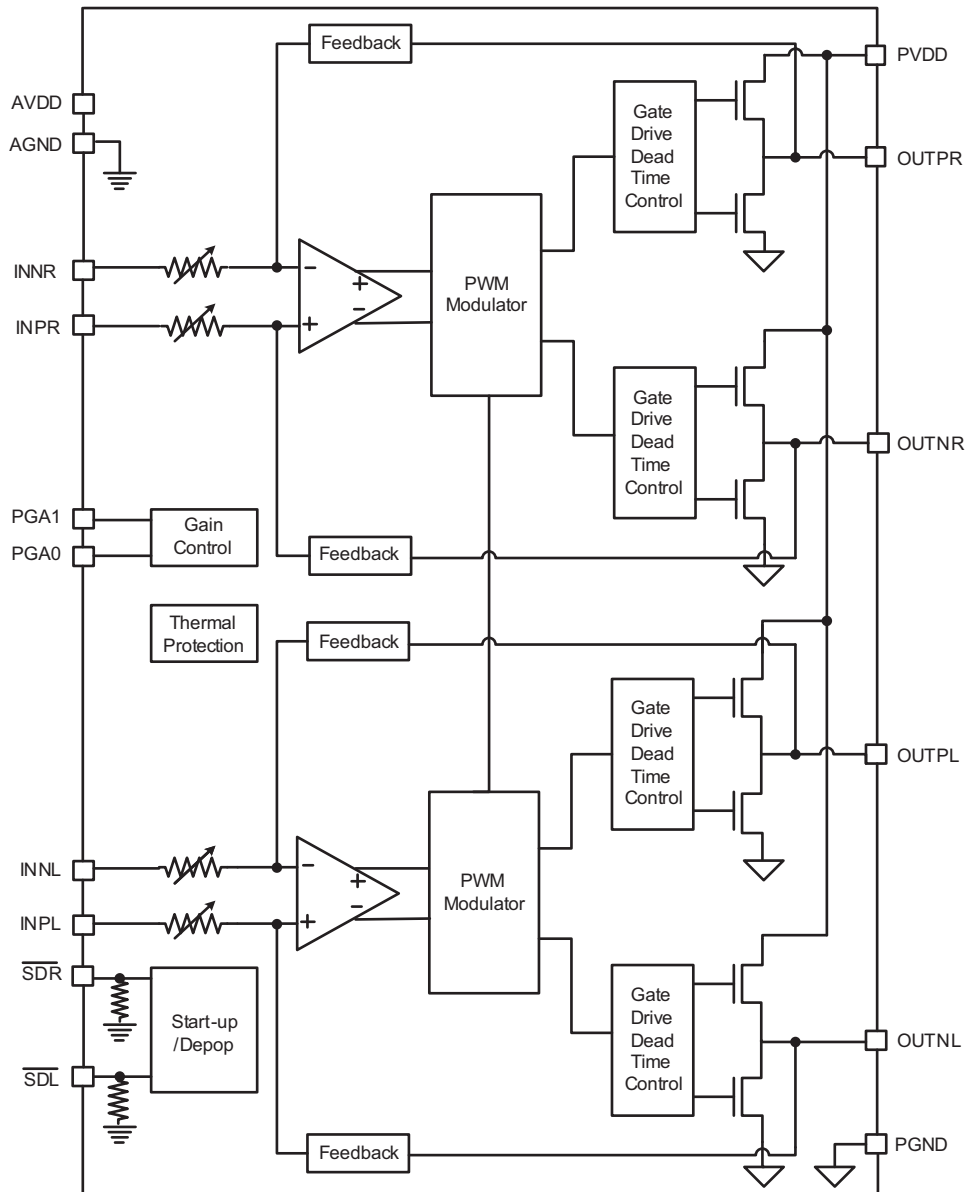 Feedback
PVDD
AVDD
AGND
Gate
Drive
Dead
Time
Control
OUTPR
INNR
INPR
−
+
+
−
PWM
Modulator
Gate
Drive
Dead
Time
Control
OUTNR
PGA1
PGA0
Gain
Control
Feedback
Thermal
Protection
Feedback
Gate
Drive
Dead
Time
Control
OUTPL
INNL
INPL
−
+
+
−
PWM
Modulator
SDR
SDL
Start-up
/Depop
Gate
Drive
Dead
Time
Control
OUTNL
Feedback
PGND